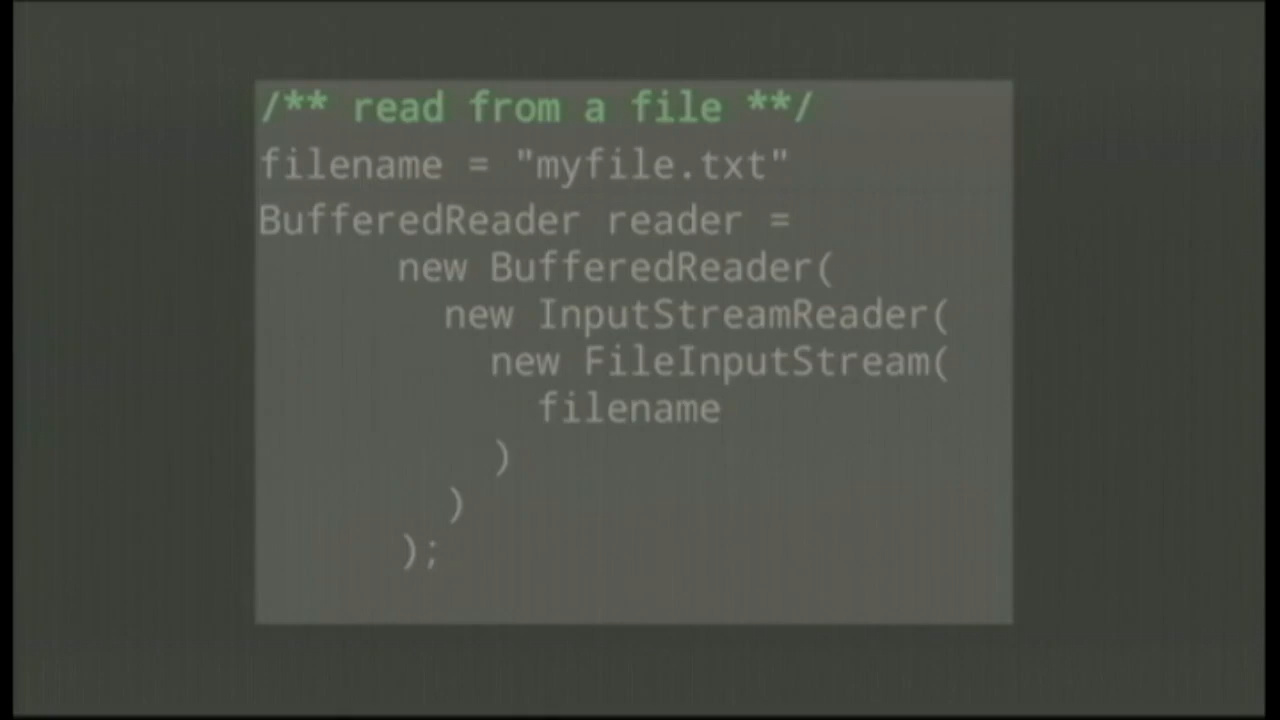 /** read from a file **/
filename = "myfile.txt"
BufferedReader reader =
new BufferedReader(
new InputStreamReader(
new FileInputStream(
filename
)
)
);